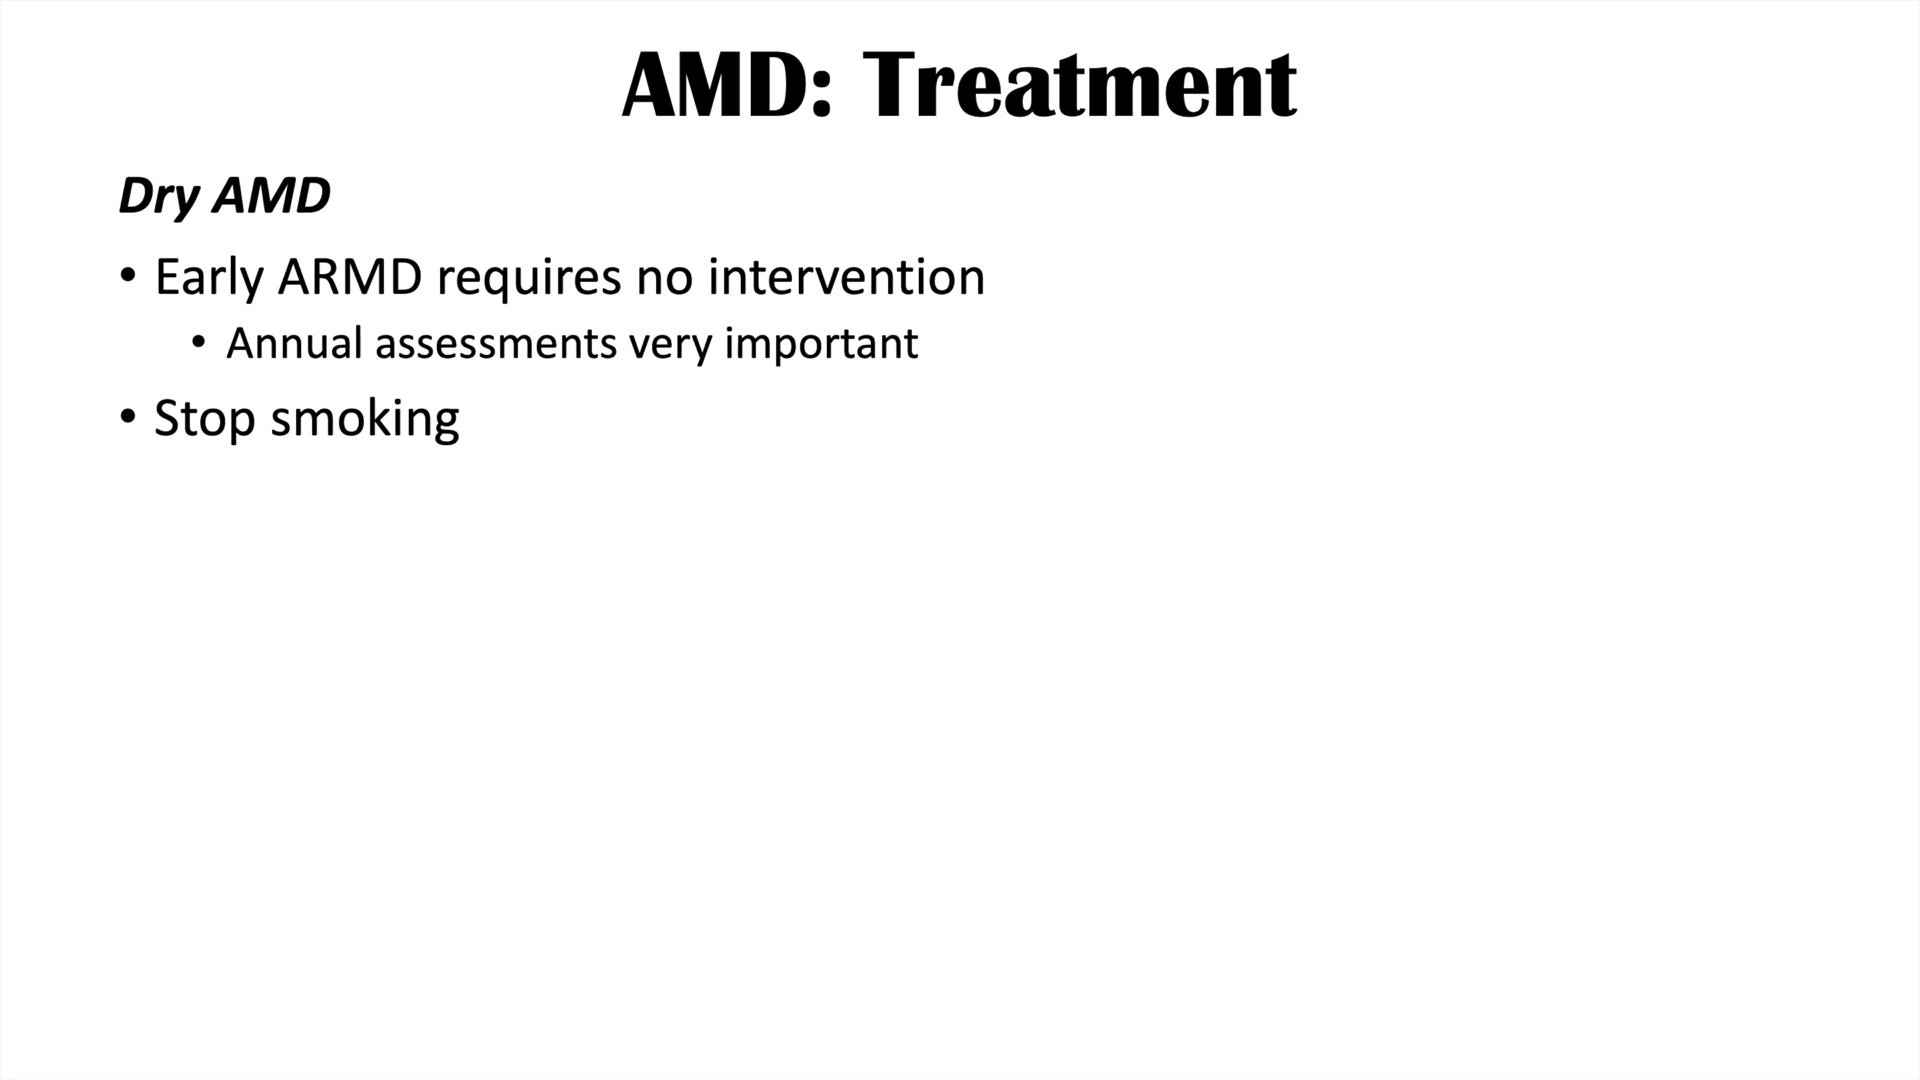 AMD: Treatment
Dry AMD
• Early ARMD requires no intervention
• Annual assessments very important
• Stop smoking